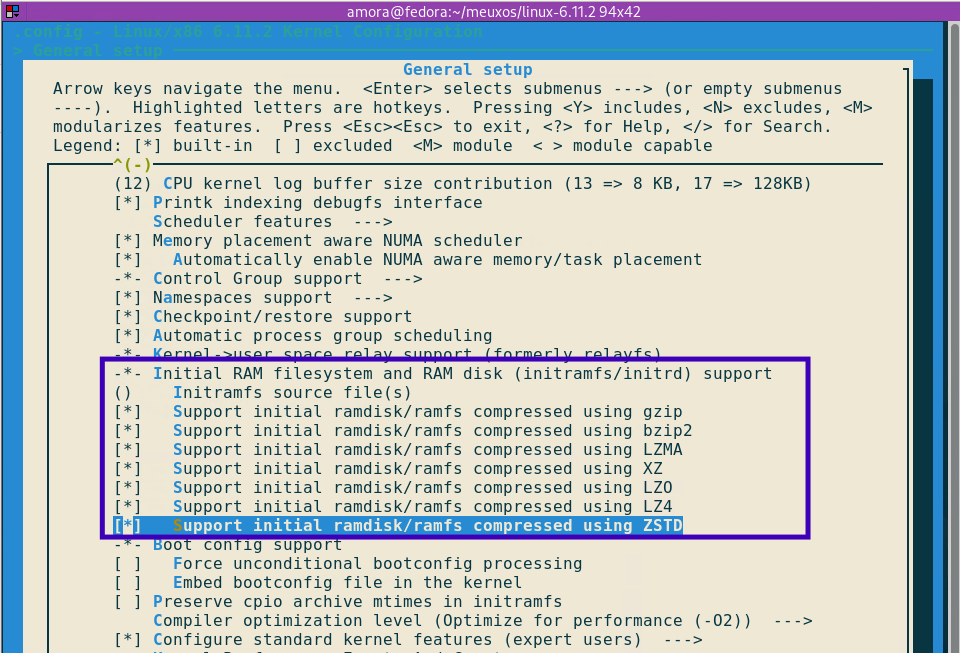 amora@fedora:~/meuxos/linux-6.11.2 94x42
.config - Linux/x86 6.11.2 Kernel Configuration
> General setup
General setup
Arrow keys navigate the menu.  <Enter> selects submenus ---> (or empty submenus
----).  Highlighted letters are hotkeys.  Pressing <Y> includes, <N> excludes, <M>
modularizes features.  Press <Esc><Esc> to exit, <?> for Help, </> for Search.
Legend: [*] built-in  [ ] excluded  <M> module  < > module capable
^(-)
(12) CPU kernel log buffer size contribution (13 => 8 KB, 17 => 128KB)
[*] Printk indexing debugfs interface
Scheduler features  --->
[*] Memory placement aware NUMA scheduler
[*]   Automatically enable NUMA aware memory/task placement
-*- Control Group support  --->
[*] Namespaces support  --->
[*] Checkpoint/restore support
[*] Automatic process group scheduling
-*- Kernel->user space relay support (formerly relayfs)
-*- Initial RAM filesystem and RAM disk (initramfs/initrd) support
()    Initramfs source file(s)
[*]   Support initial ramdisk/ramfs compressed using gzip
[*]   Support initial ramdisk/ramfs compressed using bzip2
[*]   Support initial ramdisk/ramfs compressed using LZMA
[*]   Support initial ramdisk/ramfs compressed using XZ
[*]   Support initial ramdisk/ramfs compressed using LZO
[*]   Support initial ramdisk/ramfs compressed using LZ4
[*]   Support initial ramdisk/ramfs compressed using ZSTD
-*- Boot config support
[ ]   Force unconditional bootconfig processing
[ ]   Embed bootconfig file in the kernel
[ ] Preserve cpio archive mtimes in initramfs
Compiler optimization level (Optimize for performance (-O2))  --->
[*] Configure standard kernel features (expert users)  --->